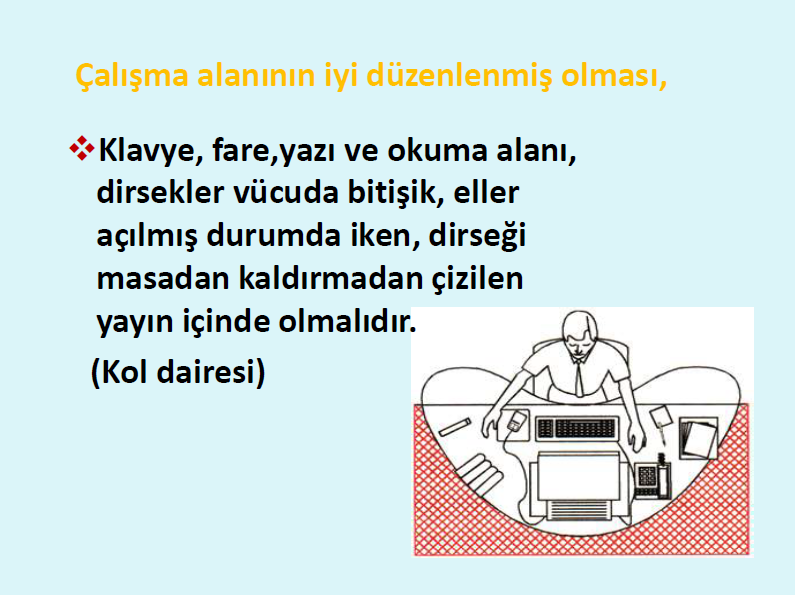 Çalışma alanının iyi düzenlenmiş olması,
❖Klavye, fare,yazı ve okuma alanı,
dirsekler vücuda bitişik, eller
açılmış durumda iken, dirseği
masadan kaldırmadan çizilen
yayın içinde olmalıdır.
(Kol dairesi)